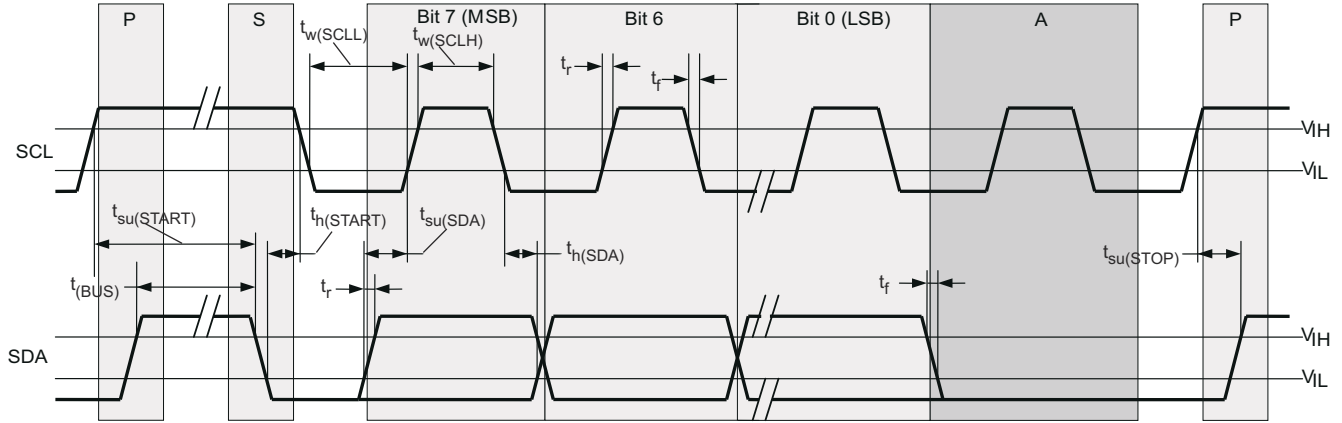 P S Bit 7 (MSB) Bit 6 Bit 0 (LSB) A P
tw(SCLL) tw(SCLH)
tr tf
VIH
SCL
VIL
tsu(START) th(START) tsu(SDA) th(SDA) tsu(STOP)
t(BUS) tr tf
VIH
SDA
VIL